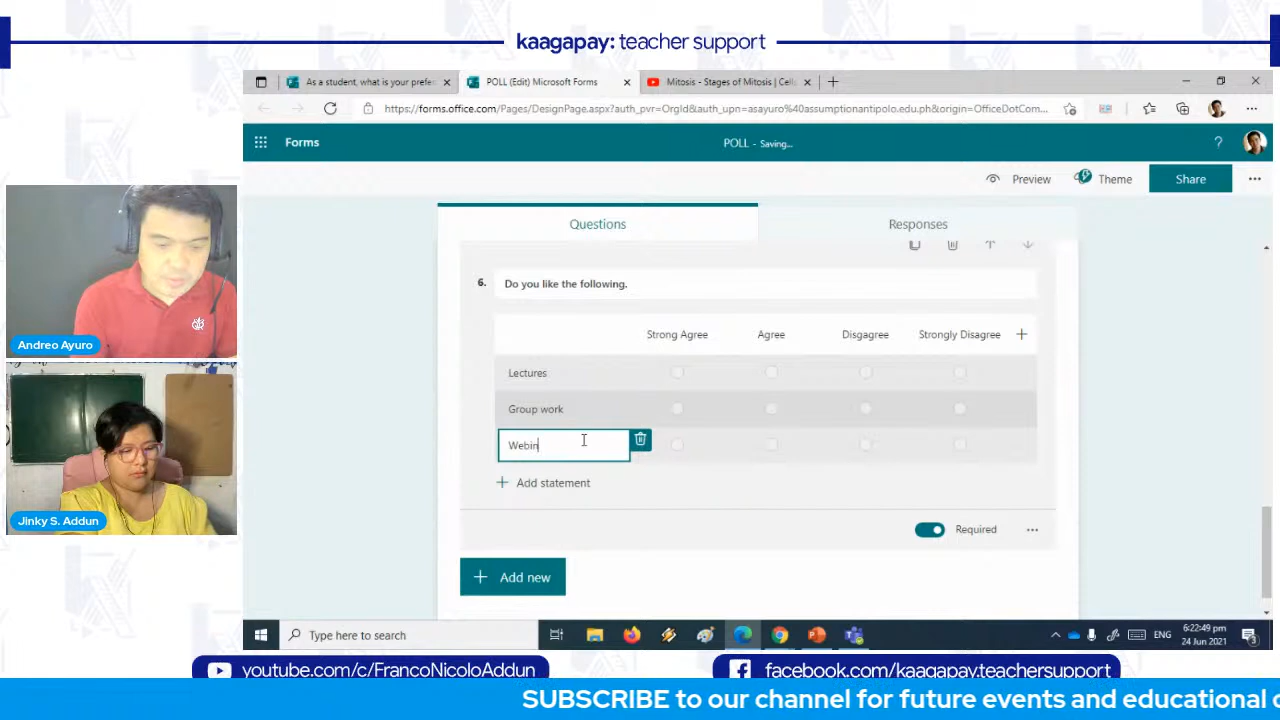 kaagapay: teacher support
As a student, what is your prefer
POLL (Edit) Microsoft Forms
Mitosis - Stages of Mitosis | Cell
https://forms.office.com/Pages/DesignPage.aspx?auth_pvr=OrgId&auth_upn=asayuro%40assumptionantipolo.edu.ph&origin=OfficeDotCom...
Forms
POLL - Saving...
?
Preview
Theme
Share
Questions
Responses
6.
Do you like the following.
Strong Agree
Agree
Disgagree
Strongly Disagree
Lectures
Group work
Webin
Add statement
Required
Add new
Andreo Ayuro
Jinky S. Addun
Type here to search
ENG
6:22:49 pm
24 Jun 2021
youtube.com/c/FrancoNicoloAddun
facebook.com/kaagapay.teachersupport
SUBSCRIBE to our channel for future events and educational